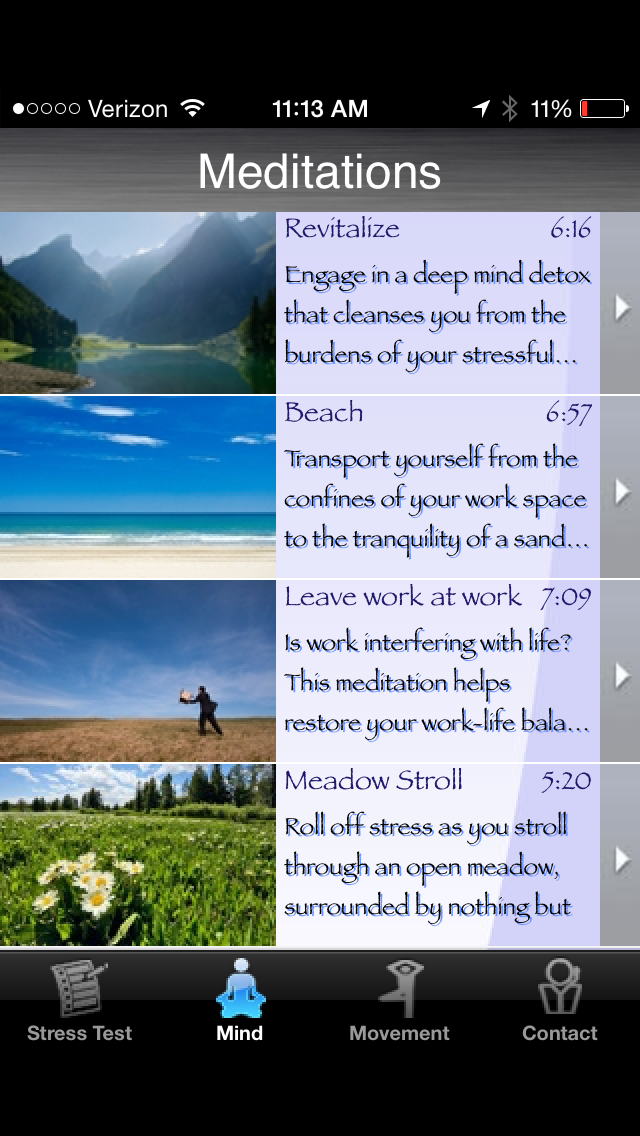 Verizon 11:13 AM 11%
Meditations
Revitalize 6:16
Engage in a deep mind detox
that cleanses you from the
burdens of your stressful...
Beach 6:57
Transport yourself from the
confines of your work space
to the tranquility of a sand...
Leave work at work 7:09
Is work interfering with life?
This meditation helps
restore your work-life bala...
Meadow Stroll 5:20
Roll off stress as you stroll
through an open meadow,
surrounded by nothing but
Stress Test Mind Movement Contact